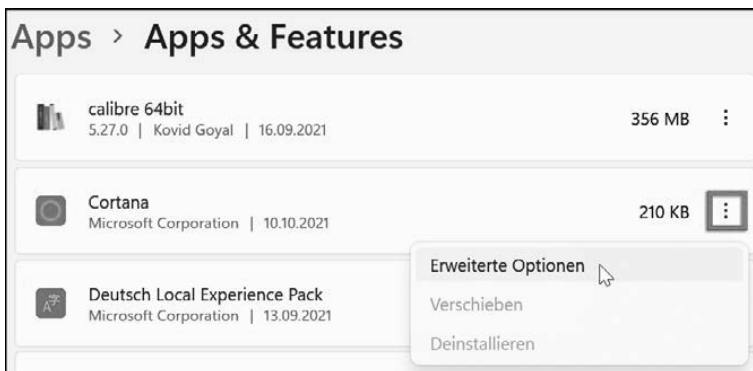 Apps > Apps & Features
calibre 64bit
5.27.0 | Kovid Goyal | 16.09.2021
356 MB
Cortana
Microsoft Corporation | 10.10.2021
210 KB
Erweiterte Optionen
Verschieben
Deinstallieren
Deutsch Local Experience Pack
Microsoft Corporation | 13.09.2021